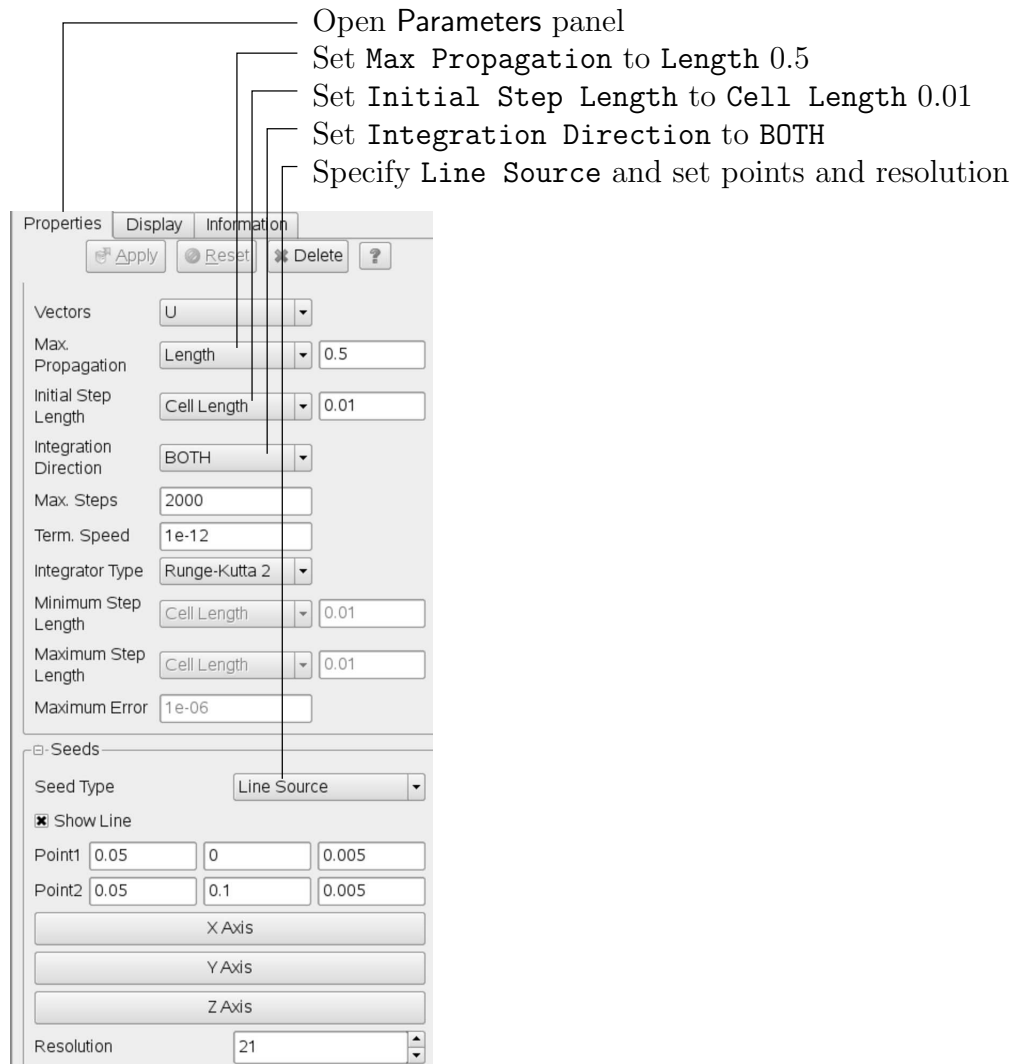 Open Parameters panel
Set Max Propagation to Length 0.5
Set Initial Step Length to Cell Length 0.01
Set Integration Direction to BOTH
Specify Line Source and set points and resolution
Properties Display Information
Apply Reset Delete ?
Vectors U
Max.
Propagation Length 0.5
Initial Step
Length Cell Length 0.01
Integration
Direction BOTH
Max. Steps 2000
Term. Speed 1e-12
Integrator Type Runge-Kutta 2
Minimum Step
Length Cell Length 0.01
Maximum Step
Length Cell Length 0.01
Maximum Error 1e-06
Seeds
Seed Type Line Source
Show Line
Point1 0.05 0 0.005
Point2 0.05 0.1 0.005
X Axis
Y Axis
Z Axis
Resolution 21